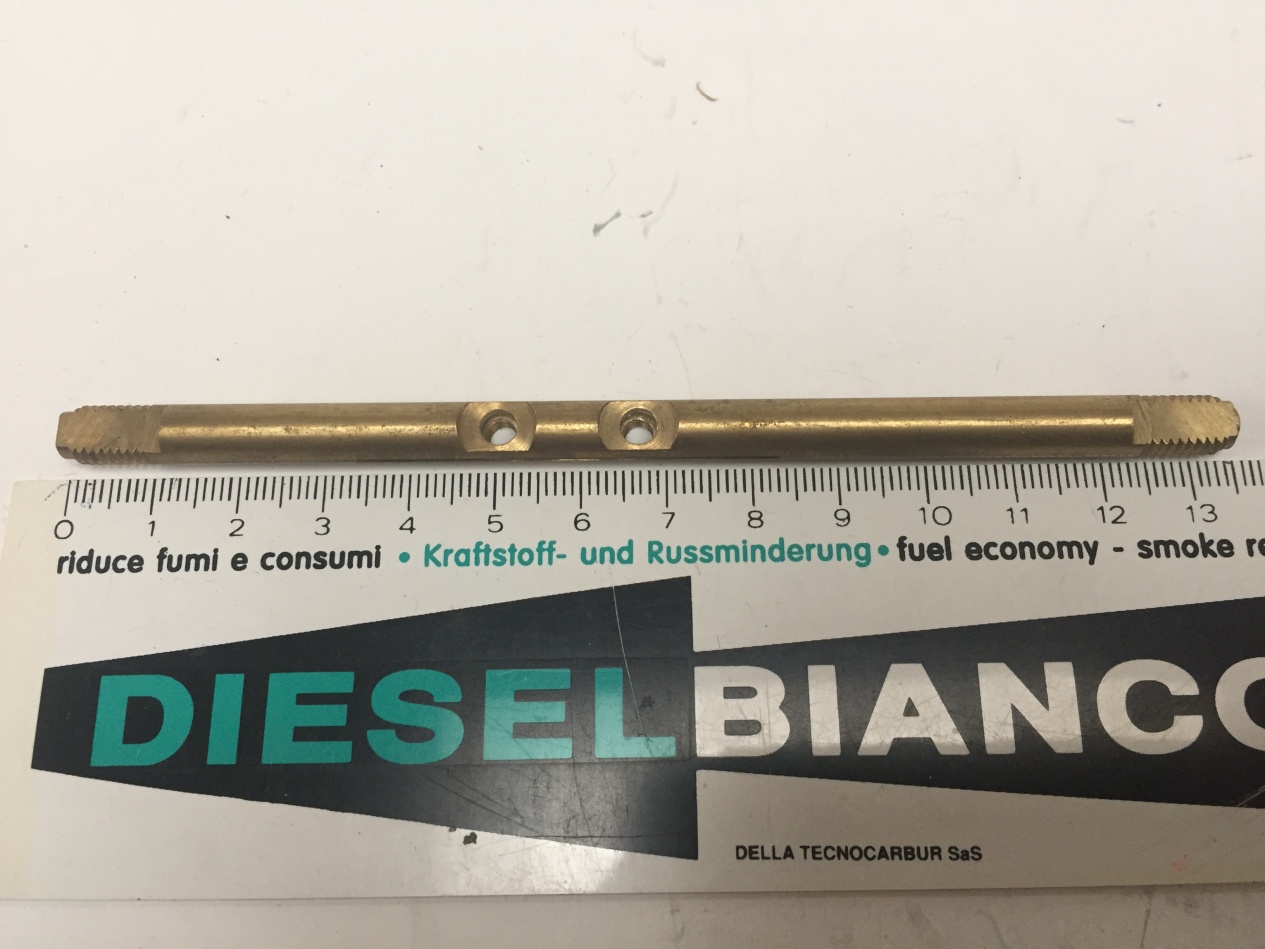 0 1 2 3 4 5 6 7 8 9 10 11 12 13
riduce fumi e consumi • Kraftstoff- und Russminderung • fuel economy - smoke re
DIESELBIANCO
DELLA TECNOCARBUR SaS